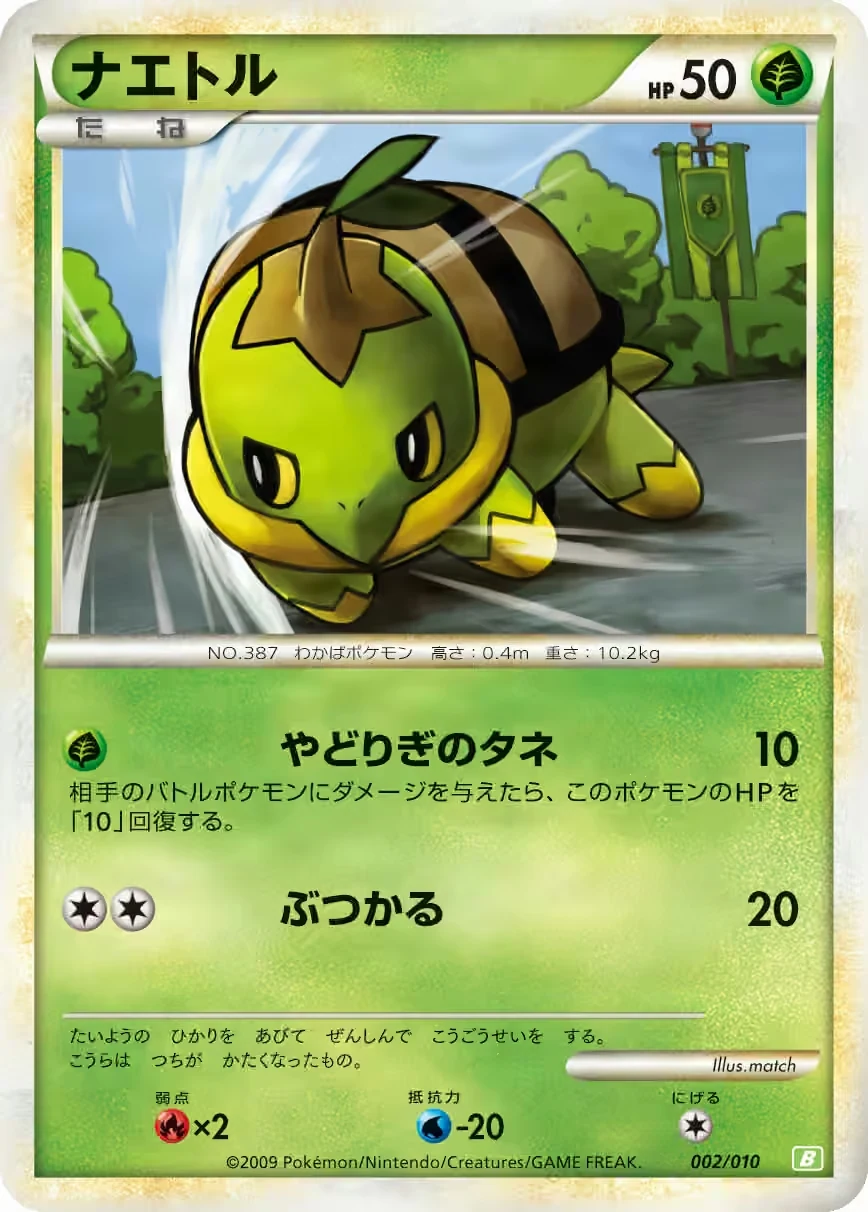 ナエトル
HP50
たね
NO.387 わかばポケモン 高さ:0.4m 重さ:10.2kg
やどりぎのタネ 10
相手のバトルポケモンにダメージを与えたら、このポケモンのHPを
「10」回復する。
ぶつかる 20
たいようの ひかりを あびて ぜんしんで こうごうせいを する。
こうらは つちが かたくなったもの。
Illus.match
弱点 抵抗力 にげる
×2 -20
©2009 Pokémon/Nintendo/Creatures/GAME FREAK. 002/010 B